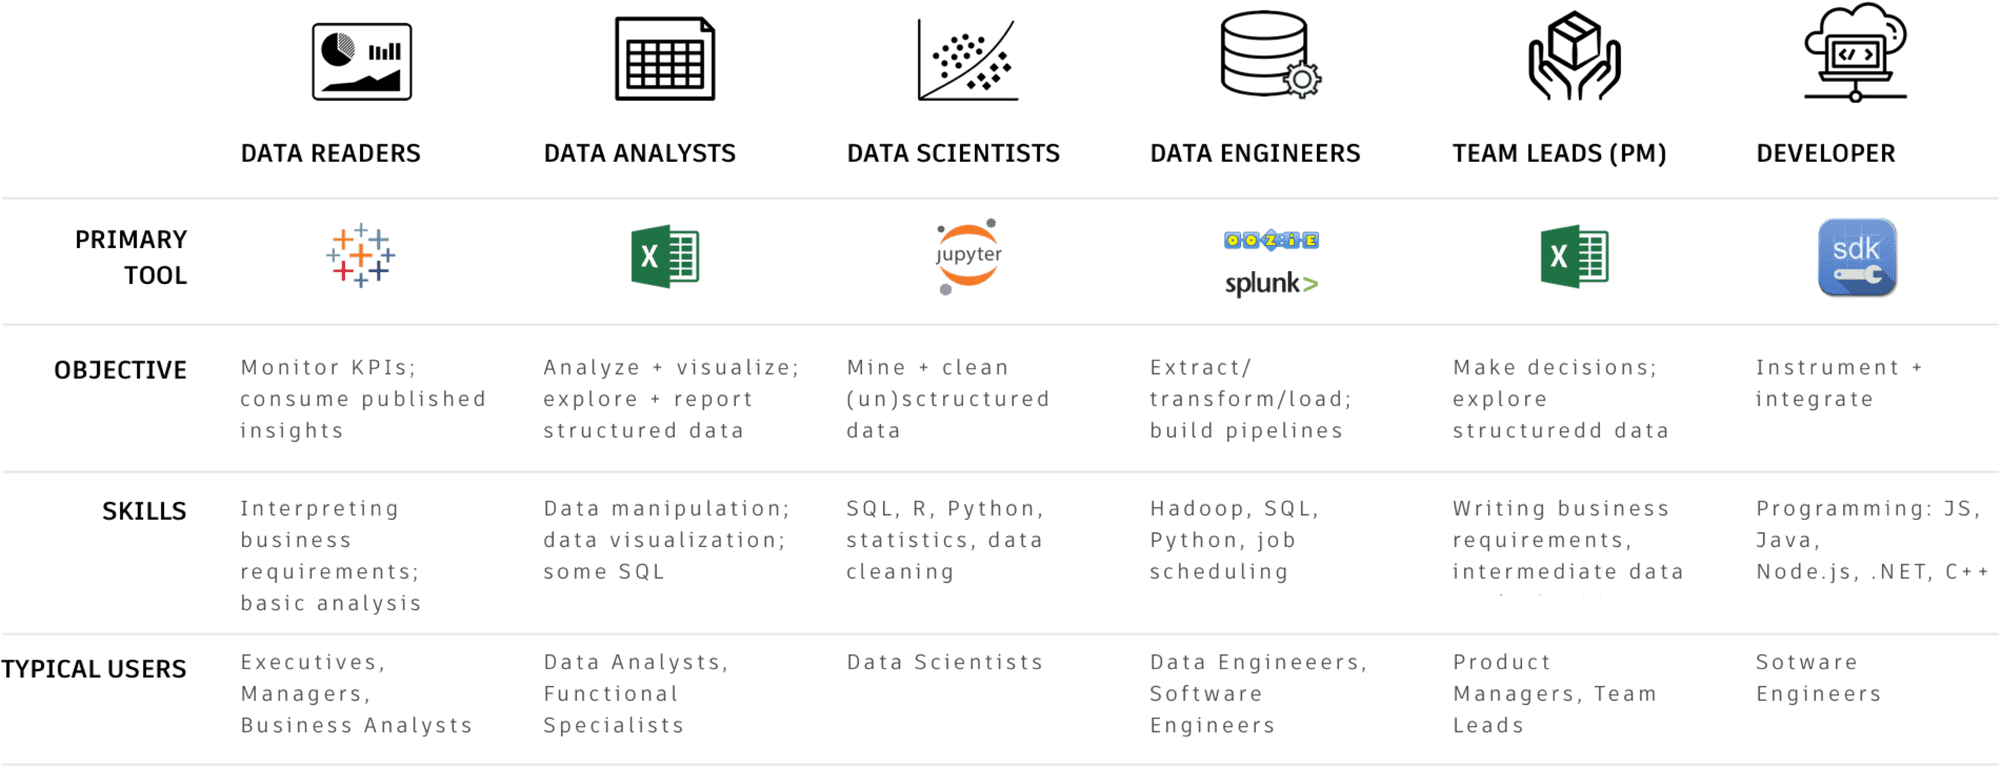 DATA READERS
DATA ANALYSTS
DATA SCIENTISTS
DATA ENGINEERS
TEAM LEADS (PM)
DEVELOPER
PRIMARY
TOOL
X
jupyter
OOZIE
splunk>
X
sdk
OBJECTIVE
Monitor KPIs;
consume published
insights
Analyze + visualize;
explore + report
structured data
Mine + clean
(un)sctructured
data
Extract/
transform/load;
build pipelines
Make decisions;
explore
structuredd data
Instrument +
integrate
SKILLS
Interpreting
business
requirements;
basic analysis
Data manipulation;
data visualization;
some SQL
SQL, R, Python,
statistics, data
cleaning
Hadoop, SQL,
Python, job
scheduling
Writing business
requirements,
intermediate data
Programming: JS,
Java,
Node.js, .NET, C++
TYPICAL USERS
Executives,
Managers,
Business Analysts
Data Analysts,
Functional
Specialists
Data Scientists
Data Engineeers,
Software
Engineers
Product
Managers, Team
Leads
Sotware
Engineers